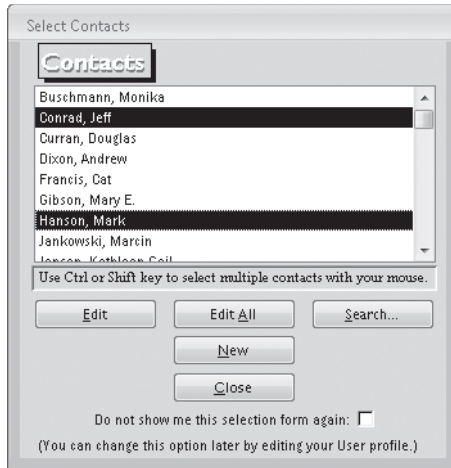 Select Contacts
Contacts
Buschmann, Monika
Conrad, Jeff
Curran, Douglas
Dixon, Andrew
Francis, Cat
Gibson, Mary E.
Hanson, Mark
Jankowski, Marcin
Use Ctrl or Shift key to select multiple contacts with your mouse.
Edit Edit All Search...
New
Close
Do not show me this selection form again:
(You can change this option later by editing your User profile.)